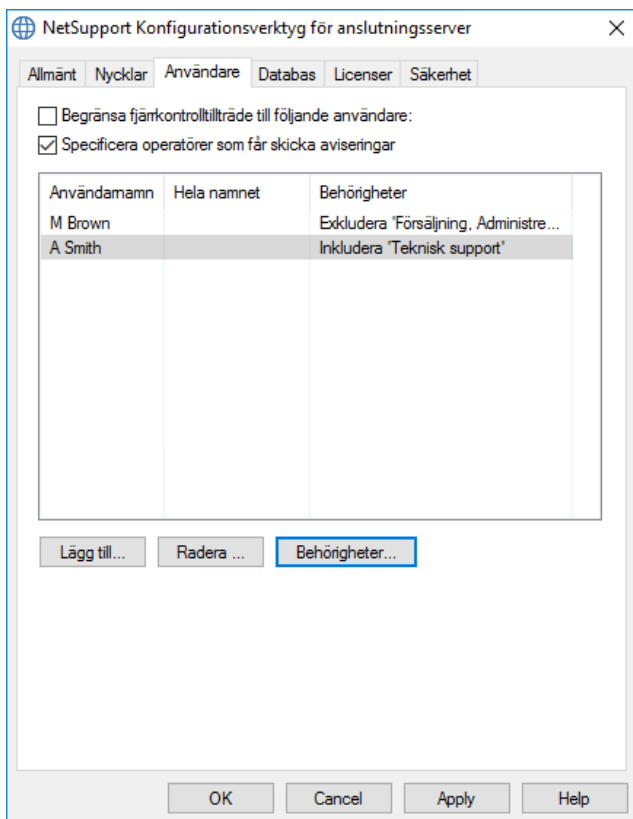 NetSupport Konfigurationsverktyg för anslutningsserver
Allmänt Nycklar Användare Databas Licenser Säkerhet
Begränsa fjärrkontrolltillträde till följande användare:
Specificera operatörer som får skicka aviseringar
Användarnamn Hela namnet Behörigheter
M Brown Exkludera "Försäljning, Administre...
A Smith Inkludera "Teknisk support"
Lägg till... Radera ... Behörigheter...
OK Cancel Apply Help